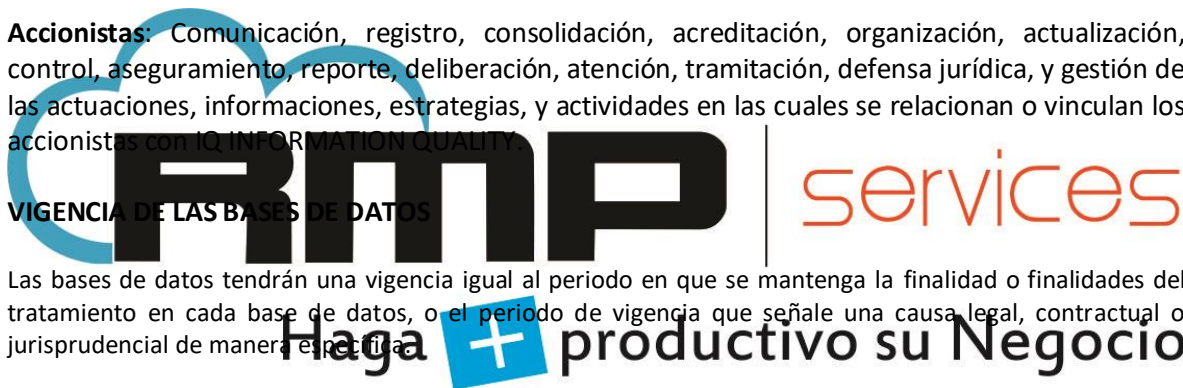 Accionistas: Comunicación, registro, consolidación, acreditación, organización, actualización,
control, aseguramiento, reporte, deliberación, atención, tramitación, defensa jurídica, y gestión de
las actuaciones, informaciones, estrategias, y actividades en las cuales se relacionan o vinculan los
accionistas con IQ INFORMATION QUALITY.
RMP services
VIGENCIA DE LAS BASES DE DATOS
Las bases de datos tendrán una vigencia igual al periodo en que se mantenga la finalidad o finalidades del
tratamiento en cada base de datos, o el periodo de vigencia que señale una causa legal, contractual o
jurisprudencial de manera específica.
Haga + productivo su Negocio